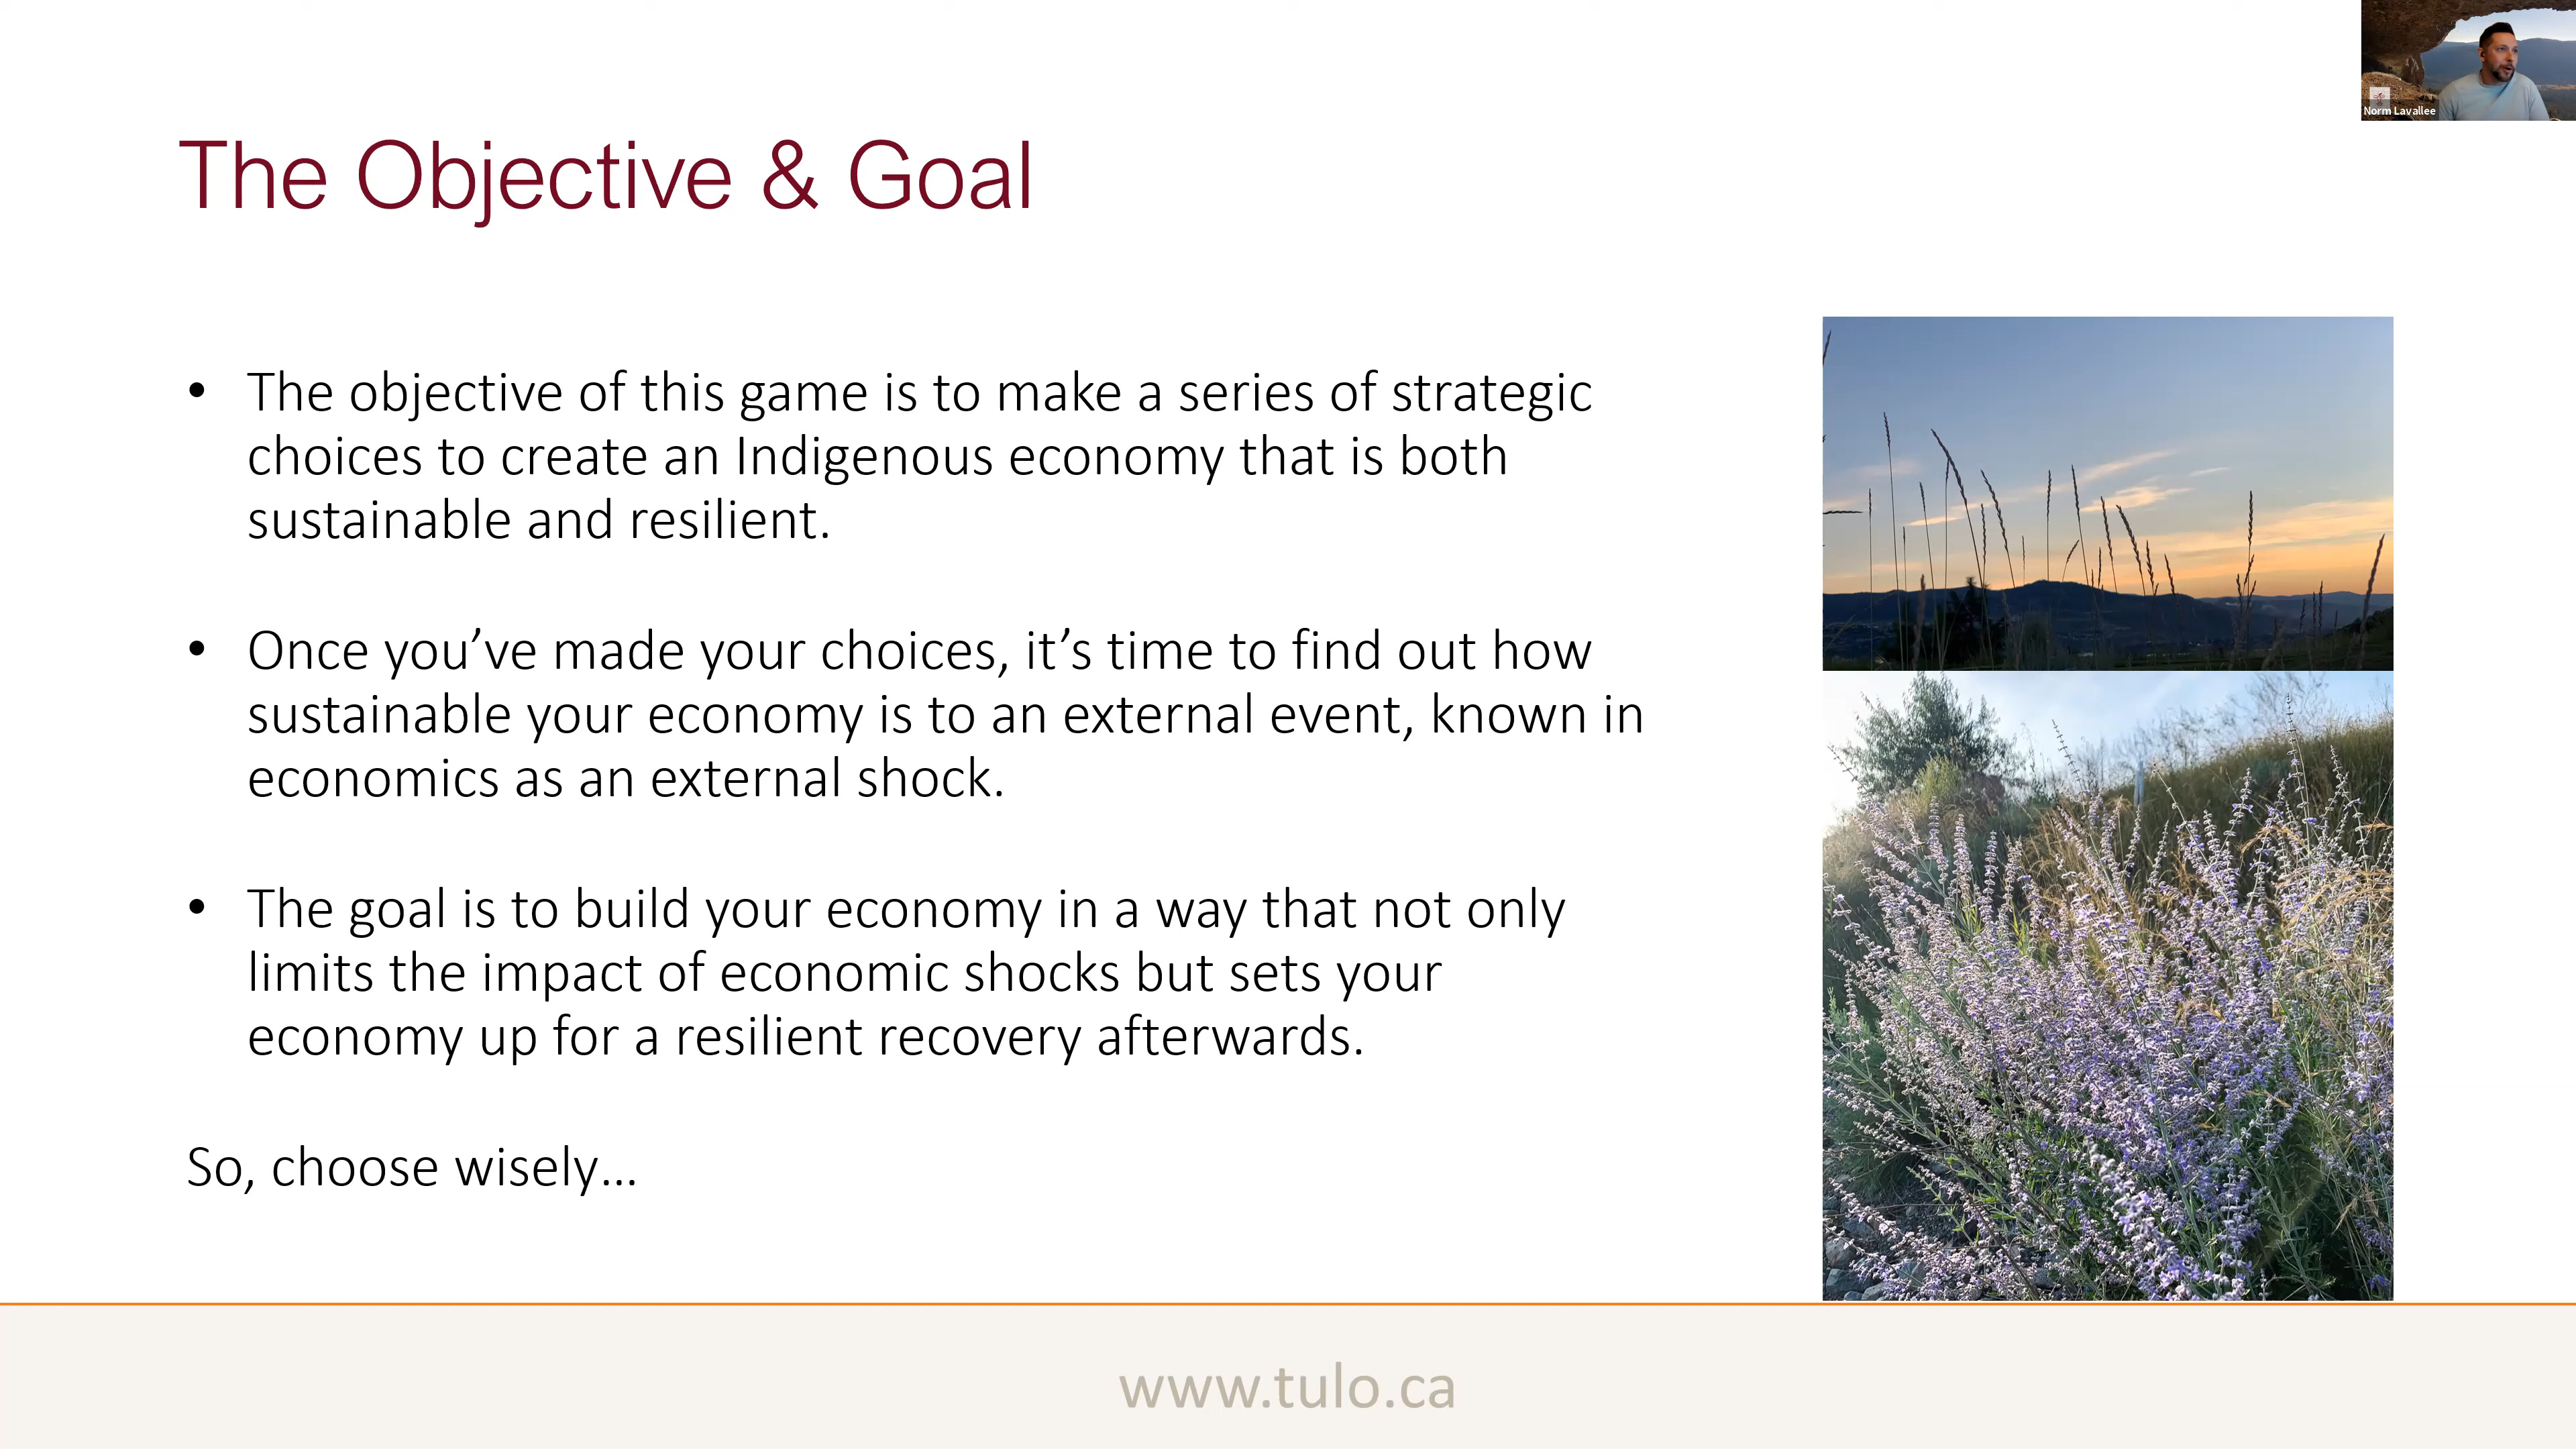 Norm Lavallee
The Objective & Goal
• The objective of this game is to make a series of strategic
choices to create an Indigenous economy that is both
sustainable and resilient.
• Once you’ve made your choices, it’s time to find out how
sustainable your economy is to an external event, known in
economics as an external shock.
• The goal is to build your economy in a way that not only
limits the impact of economic shocks but sets your
economy up for a resilient recovery afterwards.
So, choose wisely…
www.tulo.ca